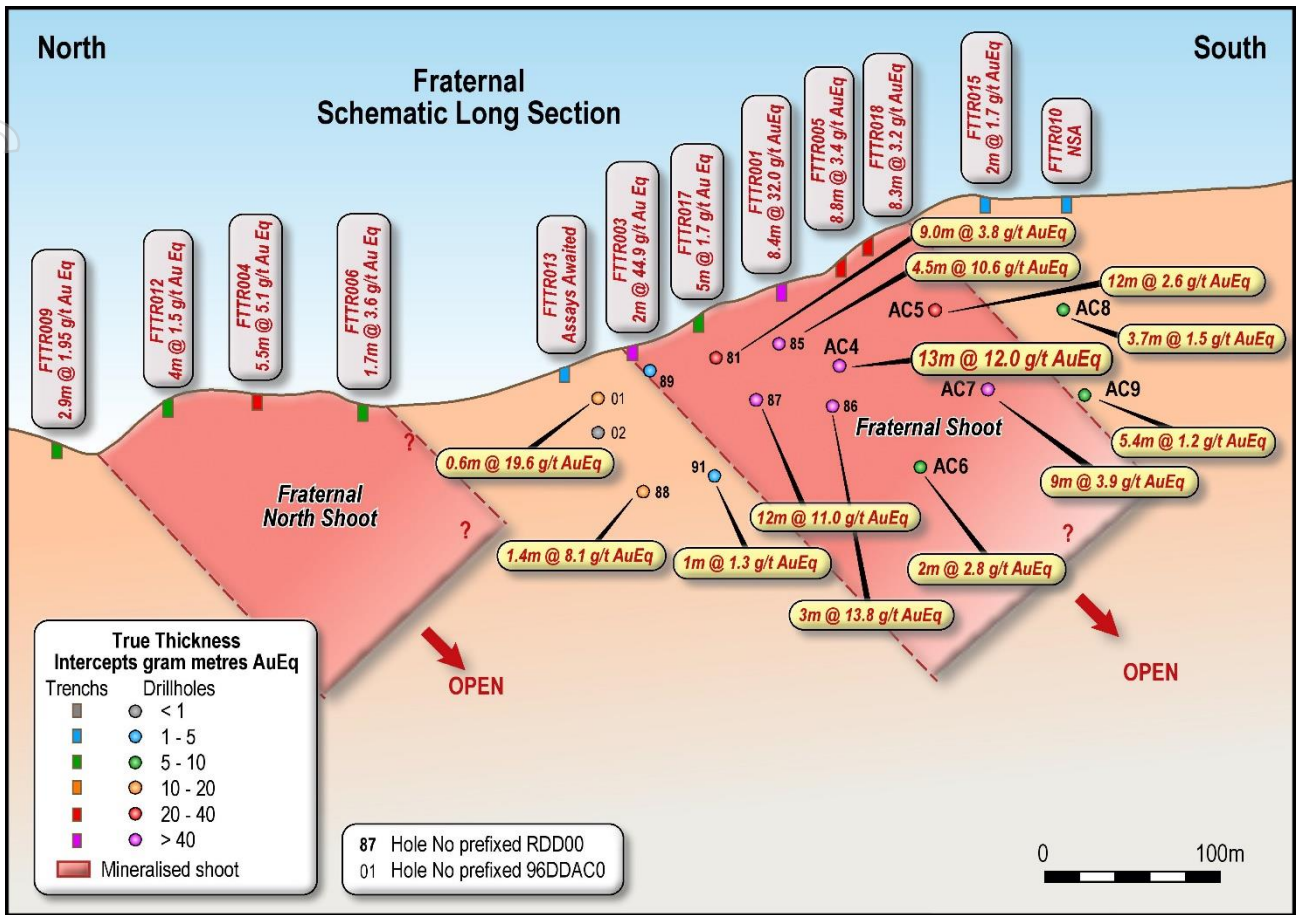 North
South
Fraternal
Schematic Long Section
FTTR009
2.9m @ 1.95 g/t Au Eq
FTTR012
4m @ 1.5 g/t Au Eq
FTTR004
5.5m @ 5.1 g/t Au Eq
FTTR006
1.7m @ 3.6 g/t Au Eq
FTTR013
Assays Awaited
FTTR003
2m @ 44.9 g/t Au Eq
FTTR017
5m @ 1.7 g/t Au Eq
FTTR001
8.4m @ 32.0 g/t AuEq
FTTR005
8.8m @ 3.4 g/t AuEq
FTTR018
8.3m @ 3.2 g/t AuEq
FTTR015
2m @ 1.7 g/t AuEq
FTTR010
NSA
9.0m @ 3.8 g/t AuEq
4.5m @ 10.6 g/t AuEq
12m @ 2.6 g/t AuEq
AC5
AC8
3.7m @ 1.5 g/t AuEq
81
85
AC4
13m @ 12.0 g/t AuEq
89
01
87
86
AC7
AC9
Fraternal Shoot
02
5.4m @ 1.2 g/t AuEq
?
0.6m @ 19.6 g/t AuEq
91
AC6
9m @ 3.9 g/t AuEq
Fraternal
North Shoot
88
12m @ 11.0 g/t AuEq
?
?
1.4m @ 8.1 g/t AuEq
1m @ 1.3 g/t AuEq
2m @ 2.8 g/t AuEq
3m @ 13.8 g/t AuEq
OPEN
OPEN
True Thickness
Intercepts gram metres AuEq
Trenchs Drillholes
< 1
1 - 5
5 - 10
10 - 20
20 - 40
> 40
Mineralised shoot
87 Hole No prefixed RDD00
01 Hole No prefixed 96DDAC0
0 100m